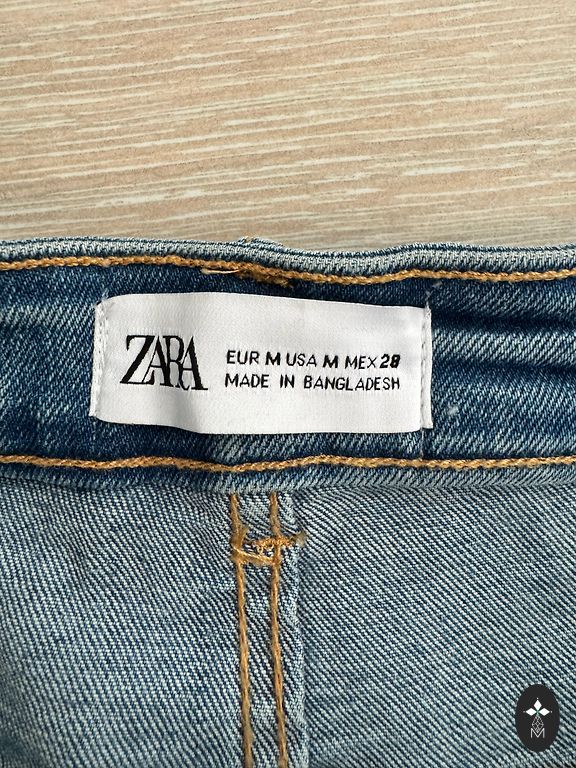 ZARA
EUR M USA M MEX 28
MADE IN BANGLADESH
M